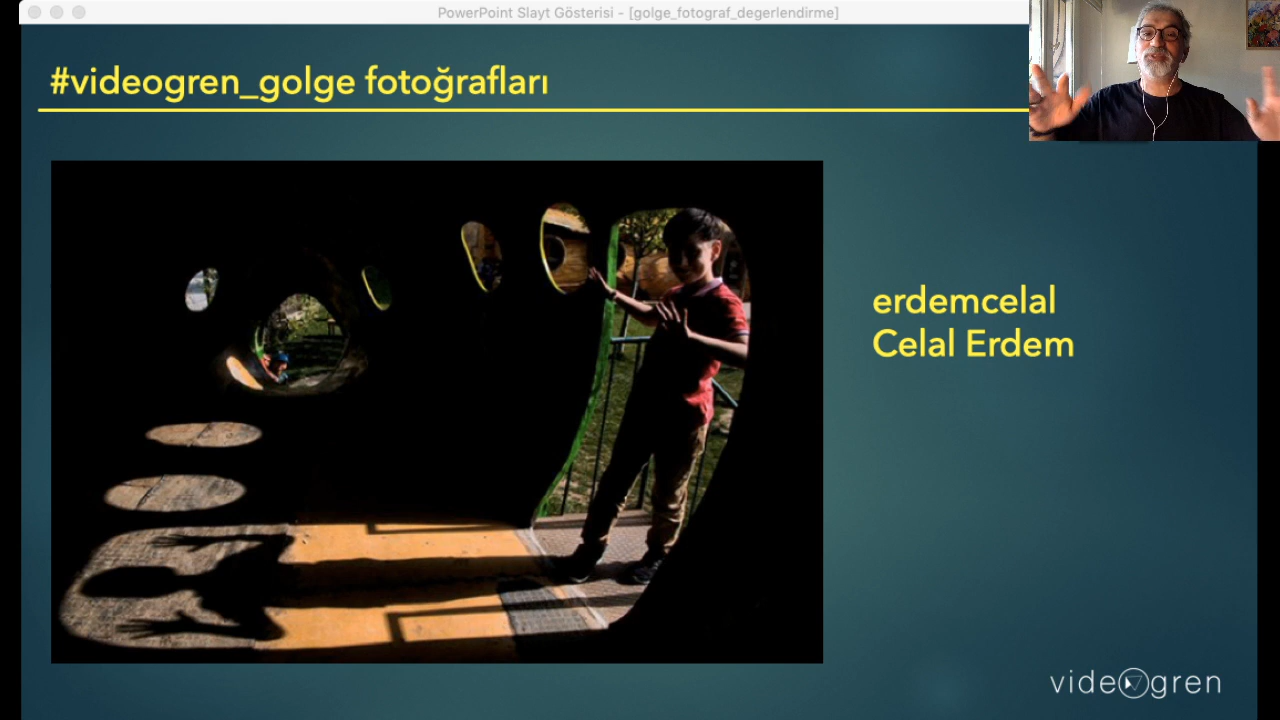 PowerPoint Slayt Gösterisi - [golge_fotograf_degerlendirme]
#videogren_golge fotoğrafları
erdemcelal
Celal Erdem
videogren